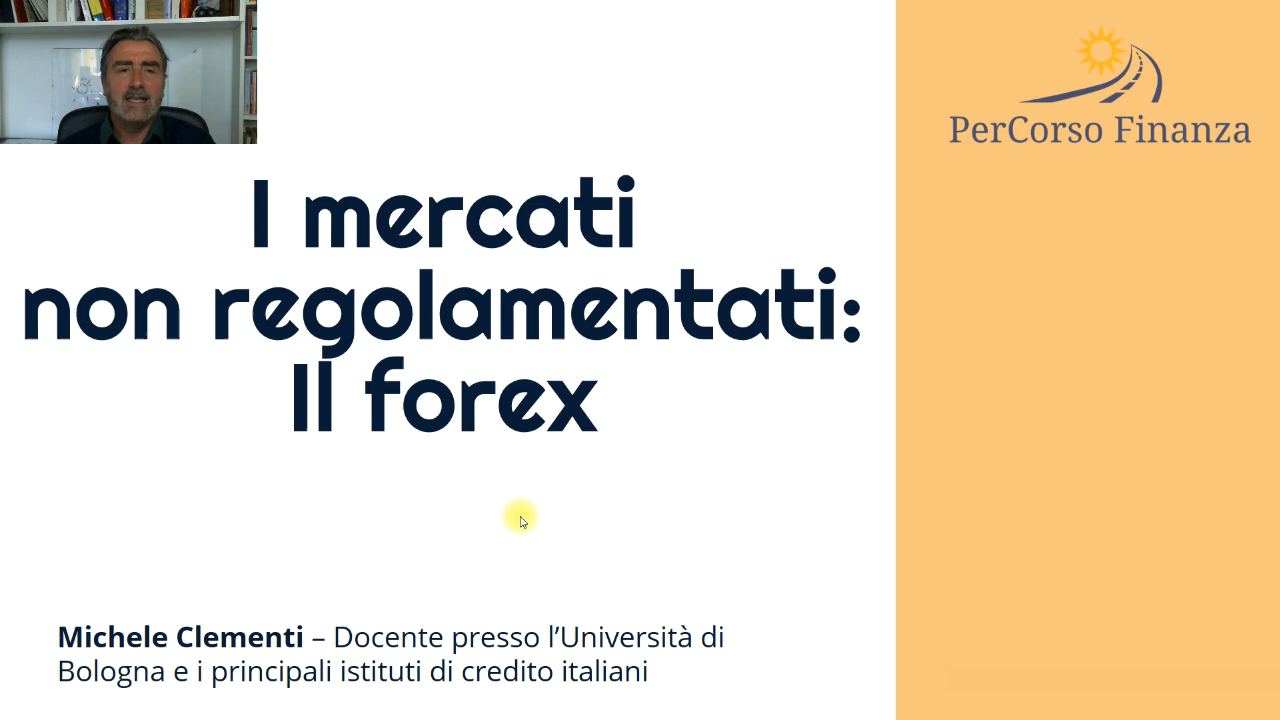 PerCorso Finanza
I mercati
non regolamentati:
Il forex
Michele Clementi – Docente presso l'Università di
Bologna e i principali istituti di credito italiani